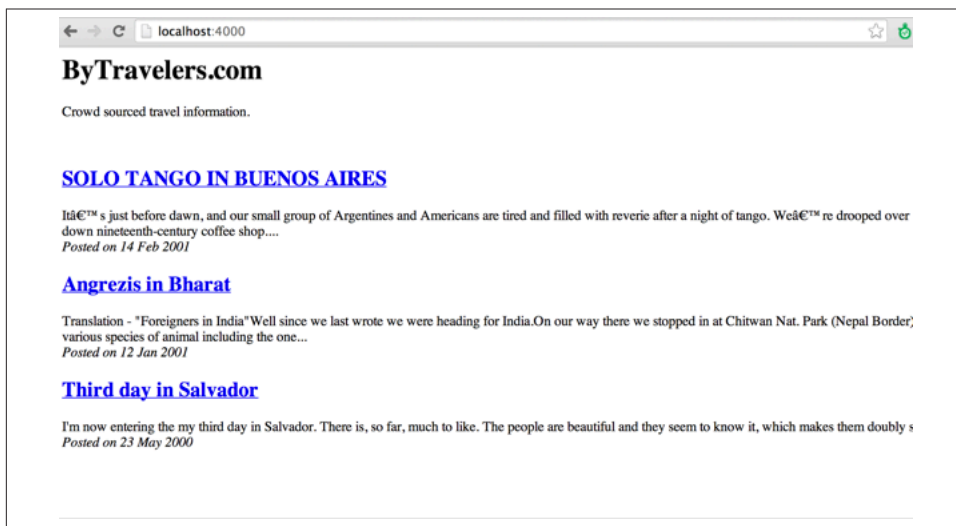 localhost:4000
ByTravelers.com
Crowd sourced travel information.
SOLO TANGO IN BUENOS AIRES
Itâ€™ s just before dawn, and our small group of Argentines and Americans are tired and filled with reverie after a night of tango. Weâ€™ re drooped over
down nineteenth-century coffee shop....
Posted on 14 Feb 2001
Angrezis in Bharat
Translation - "Foreigners in India"Well since we last wrote we were heading for India.On our way there we stopped in at Chitwan Nat. Park (Nepal Border)
various species of animal including the one...
Posted on 12 Jan 2001
Third day in Salvador
I'm now entering the my third day in Salvador. There is, so far, much to like. The people are beautiful and they seem to know it, which makes them doubly s
Posted on 23 May 2000